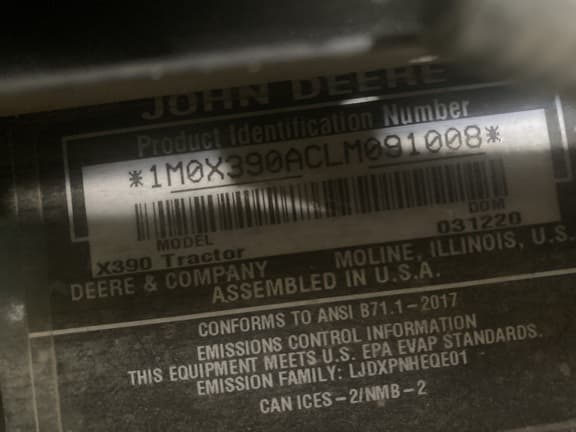 JOHN DEERE
Product Identification Number
*1M0X390ACLM091008*
MODEL DOM
X390 Tractor 031220
DEERE & COMPANY MOLINE, ILLINOIS, U.S.
ASSEMBLED IN U.S.A.
CONFORMS TO ANSI B71.1-2017
EMISSIONS CONTROL INFORMATION
THIS EQUIPMENT MEETS U.S. EPA EVAP STANDARDS.
EMISSION FAMILY: LJDXPNHEQE01
CAN ICES-2/NMB-2